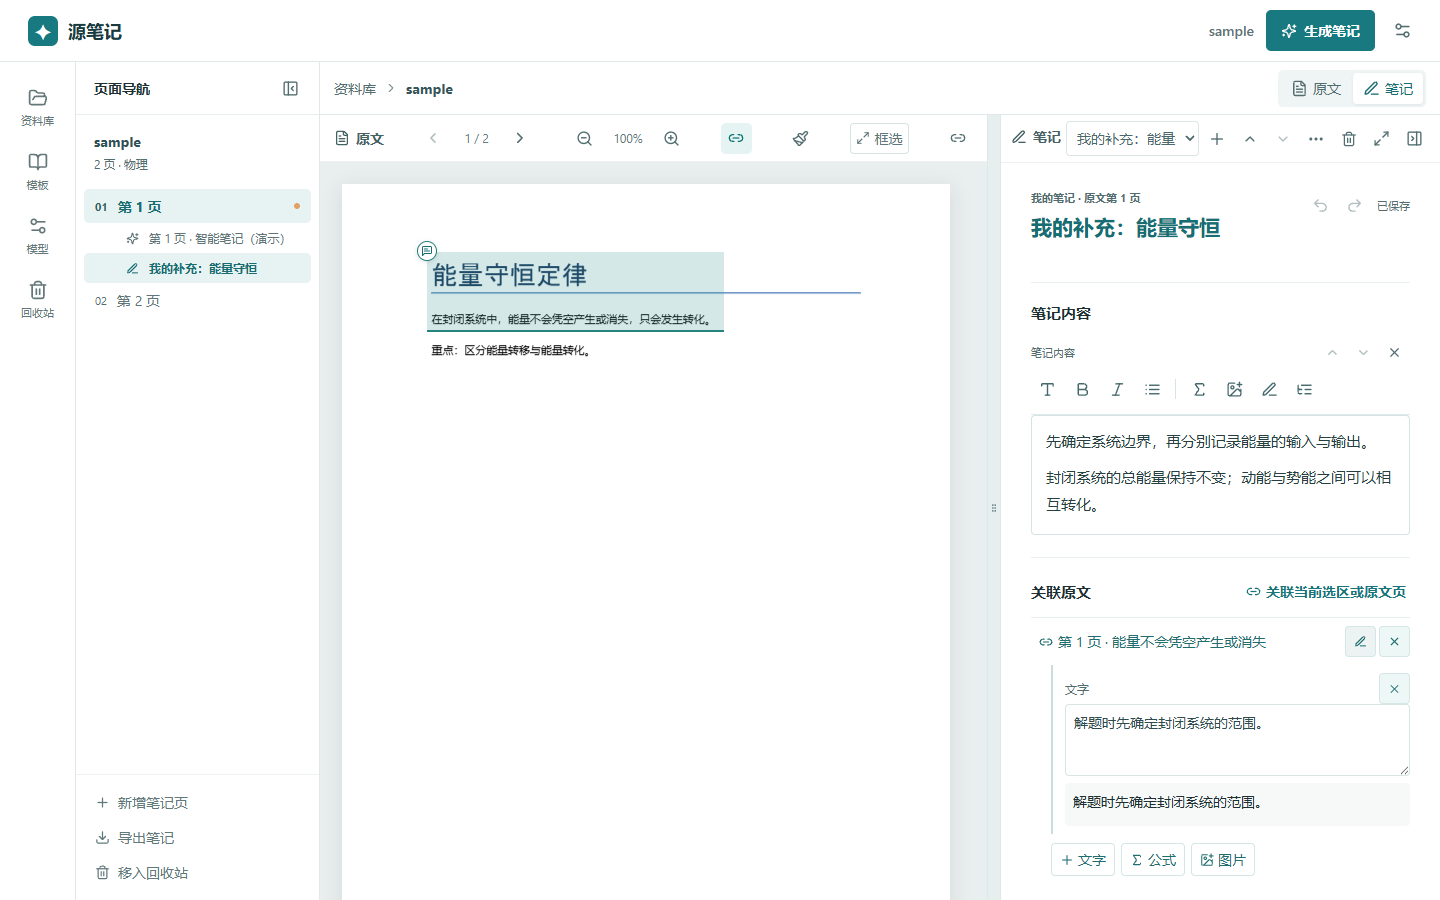 源笔记
sample
生成笔记
资料库
模板
模型
回收站
页面导航
sample
2 页 · 物理
01 第 1 页
第 1 页 · 智能笔记（演示）
我的补充：能量守恒
02 第 2 页
新增笔记页
导出笔记
移入回收站
资料库 > sample
原文
笔记
原文
1 / 2
100%
框选
能量守恒定律
在封闭系统中，能量不会凭空产生或消失，只会发生转化。
重点：区分能量转移与能量转化。
笔记
我的补充：能量
我的笔记 · 原文第 1 页
已保存
我的补充：能量守恒
笔记内容
笔记内容
先确定系统边界，再分别记录能量的输入与输出。
封闭系统的总能量保持不变；动能与势能之间可以相
互转化。
关联原文
关联当前选区或原文页
第 1 页 · 能量不会凭空产生或消失
文字
解题时先确定封闭系统的范围。
解题时先确定封闭系统的范围。
文字
公式
图片